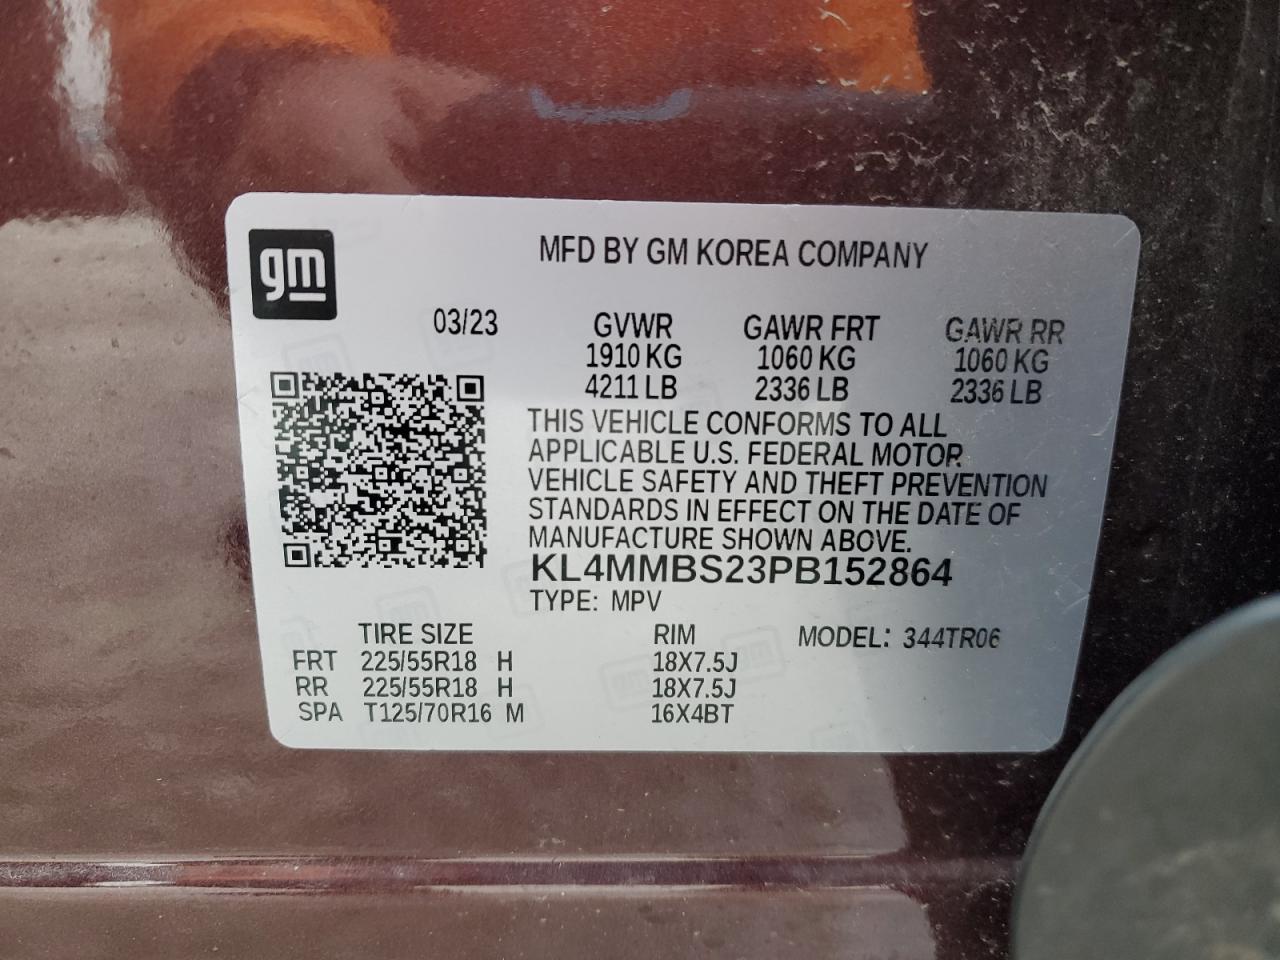 gm
MFD BY GM KOREA COMPANY
03/23 GVWR GAWR FRT GAWR RR
1910 KG 1060 KG 1060 KG
4211 LB 2336 LB 2336 LB
THIS VEHICLE CONFORMS TO ALL
APPLICABLE U.S. FEDERAL MOTOR
VEHICLE SAFETY AND THEFT PREVENTION
STANDARDS IN EFFECT ON THE DATE OF
MANUFACTURE SHOWN ABOVE.
KL4MMBS23PB152864
TYPE: MPV
TIRE SIZE RIM MODEL: 344TR06
FRT 225/55R18 H 18X7.5J
RR 225/55R18 H 18X7.5J
SPA T125/70R16 M 16X4BT